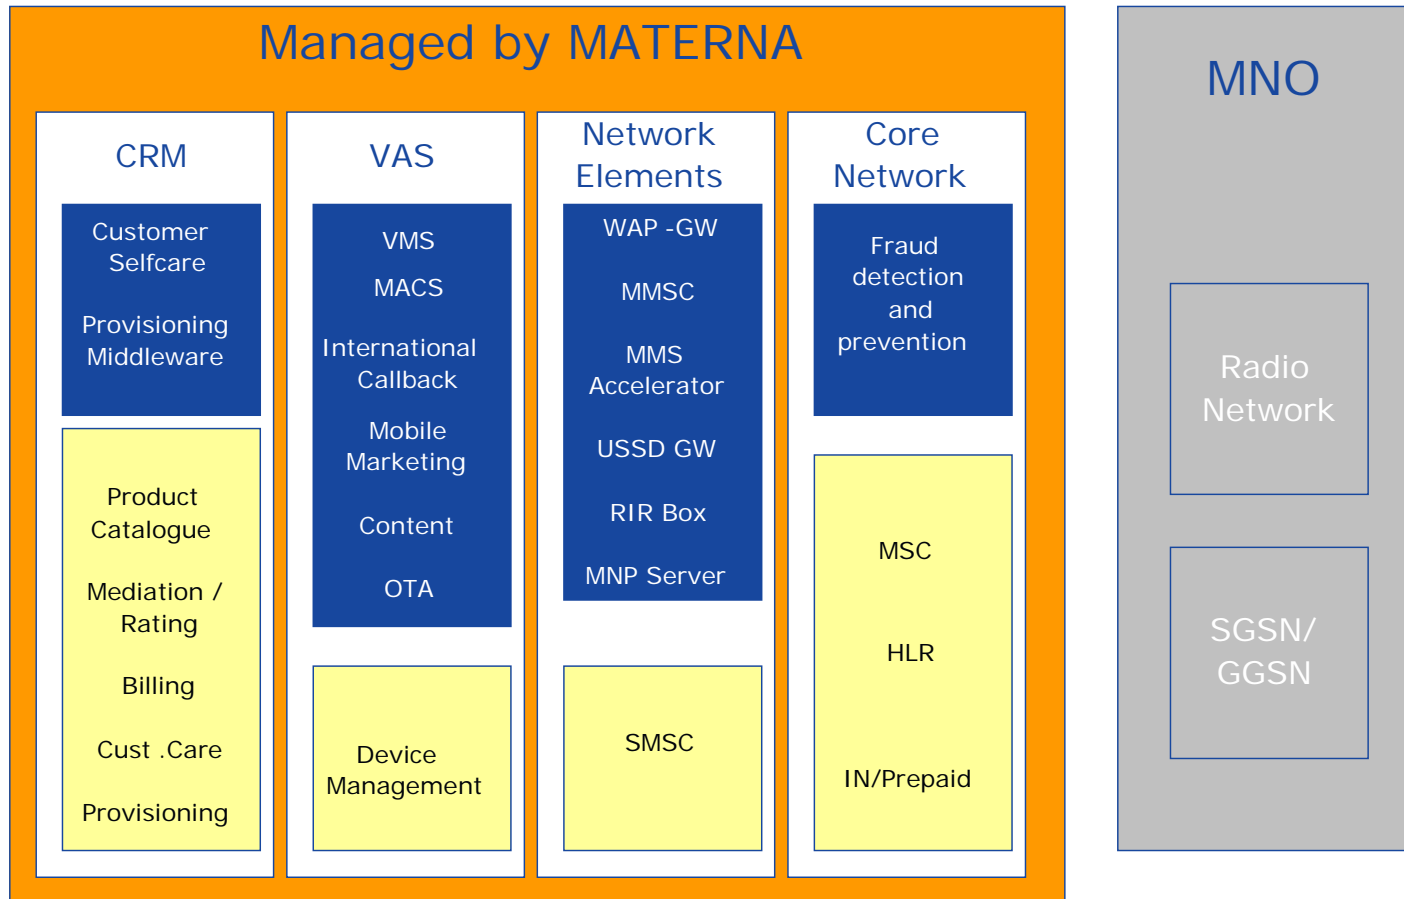 Managed by MATERNA
CRM
Customer
Selfcare
Provisioning
Middleware
Product
Catalogue
Mediation /
Rating
Billing
Cust .Care
Provisioning
VAS
VMS
MACS
International
Callback
Mobile
Marketing
Content
OTA
Device
Management
Network
Elements
WAP -GW
MMSC
MMS
Accelerator
USSD GW
RIR Box
MNP Server
SMSC
Core
Network
Fraud
detection
and
prevention
MSC
HLR
IN/Prepaid
MNO
Radio
Network
SGSN/
GGSN